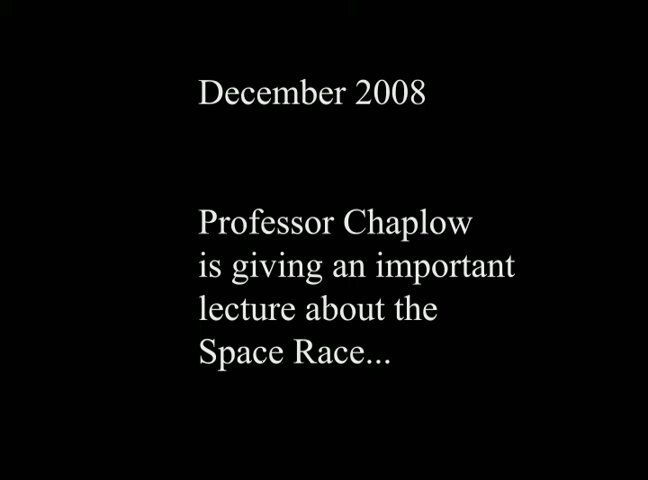 December 2008
Professor Chaplow
is giving an important
lecture about the
Space Race...